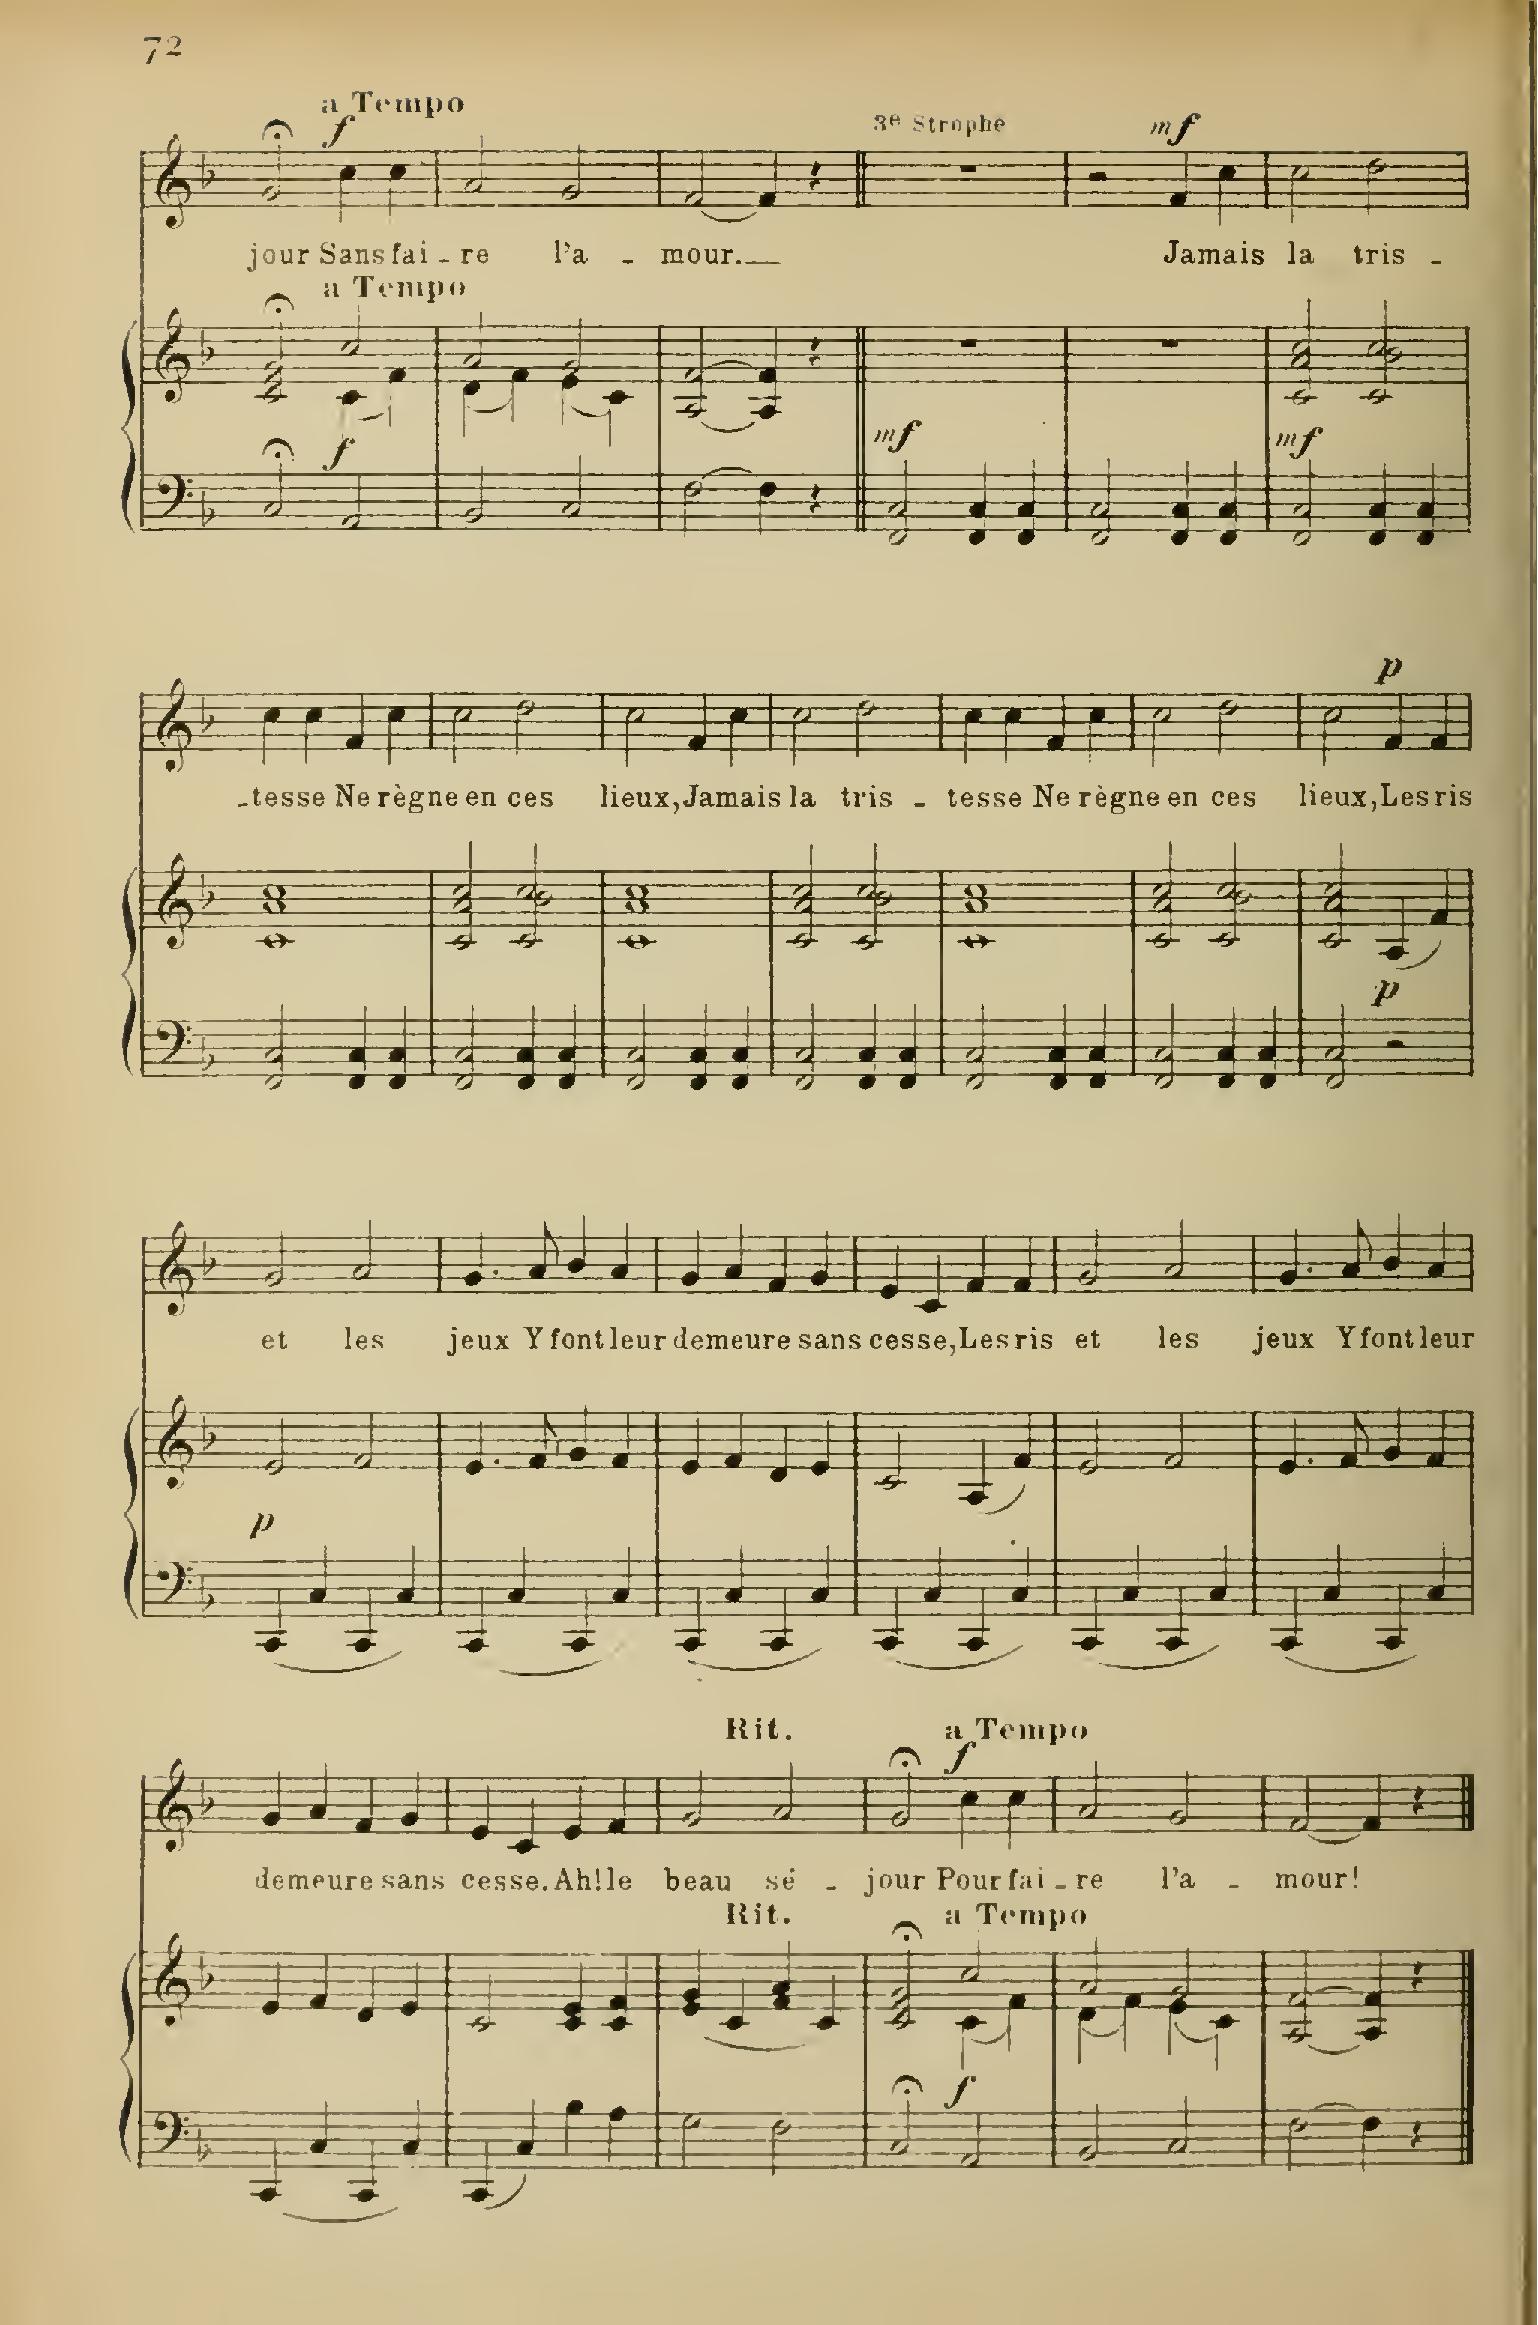 72
a Tempo
f
3e Strophe
mf
jour Sans fai - re l'a - mour. Jamais la tris -
a Tempo
f
mf
mf
p
-tesse Ne règne en ces lieux, Jamais la tris - tesse Ne règne en ces lieux, Les ris
p
et les jeux Y font leur demeure sans cesse, Les ris et les jeux Y font leur
p
Rit. a Tempo
f
demeure sans cesse. Ah! le beau sé - jour Pour fai - re l'a - mour!
Rit. a Tempo
f